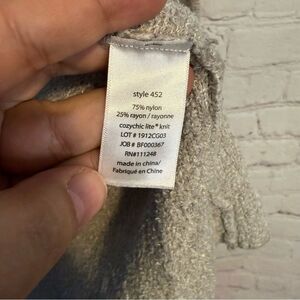 style 452
75% nylon
25% rayon / rayonne
cozychic lite® knit
LOT # 1912CG03
JOB # BF000367
RN#111248
made in china/
Fabriqué en Chine